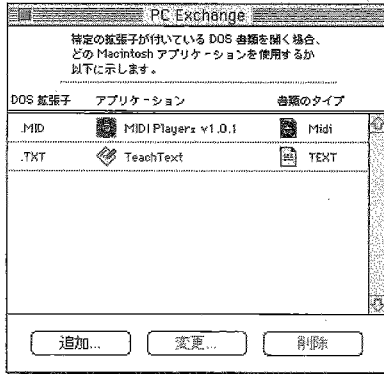 PC Exchange
特定の拡張子が付いている DOS 書類を開く場合、
どの Macintosh アプリケーションを使用するか
以下に示します。
DOS 拡張子 アプリケーション 書類のタイプ
.MID MIDI Player: v1.0.1 Midi
.TXT TeachText TEXT
追加... 変更... 削除